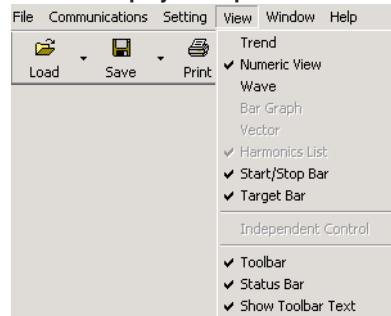 File Communications Setting View Window Help
Load Save Print
Trend
Numeric View
Wave
Bar Graph
Vector
Harmonics List
Start/Stop Bar
Target Bar
Independent Control
Toolbar
Status Bar
Show Toolbar Text